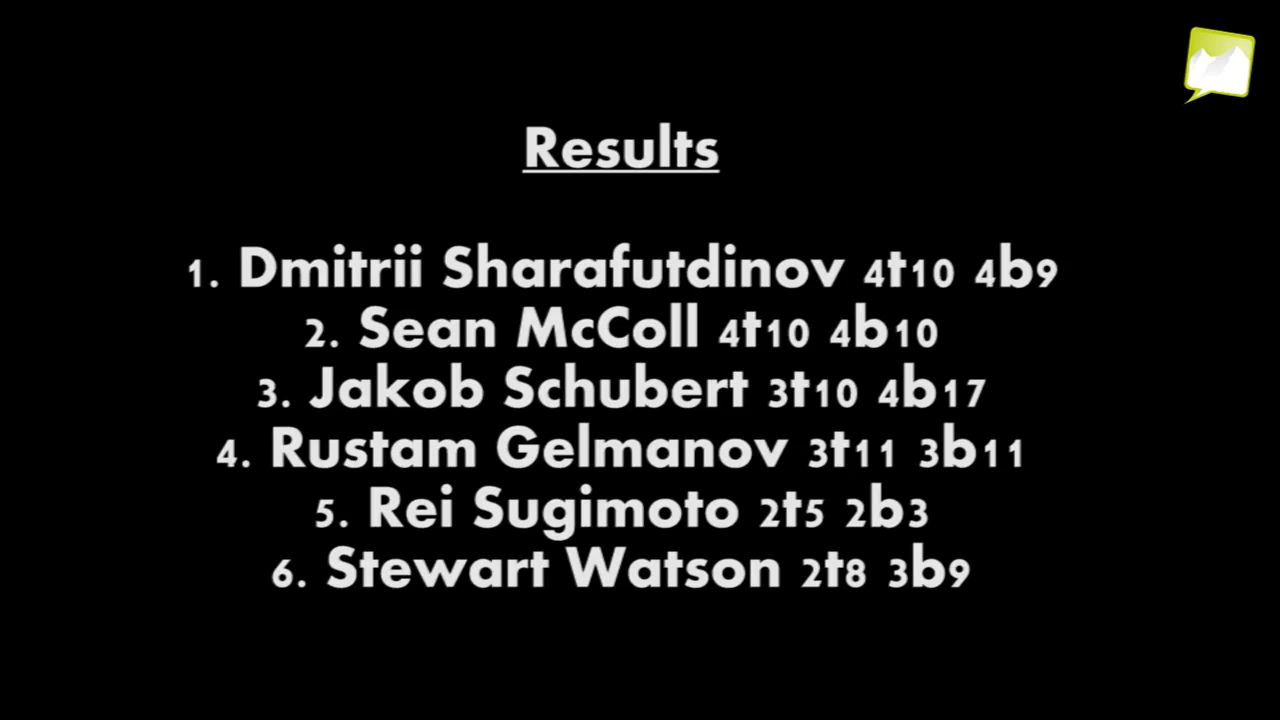 Results
1. Dmitrii Sharafutdinov 4t10 4b9
2. Sean McColl 4t10 4b10
3. Jakob Schubert 3t10 4b17
4. Rustam Gelmanov 3t11 3b11
5. Rei Sugimoto 2t5 2b3
6. Stewart Watson 2t8 3b9